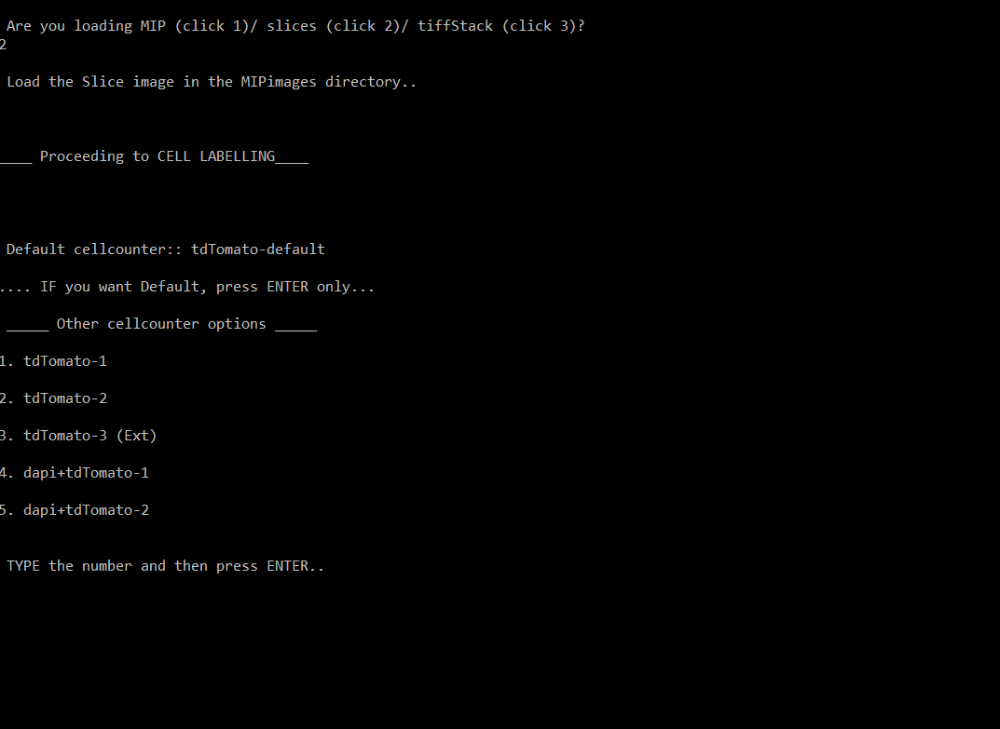 Are you loading MIP (click 1)/ slices (click 2)/ tiffStack (click 3)?
2
Load the Slice image in the MIPimages directory..
____ Proceeding to CELL LABELLING____
Default cellcounter:: tdTomato-default
.... IF you want Default, press ENTER only...
_____ Other cellcounter options _____
1. tdTomato-1
2. tdTomato-2
3. tdTomato-3 (Ext)
4. dapi+tdTomato-1
5. dapi+tdTomato-2
TYPE the number and then press ENTER..